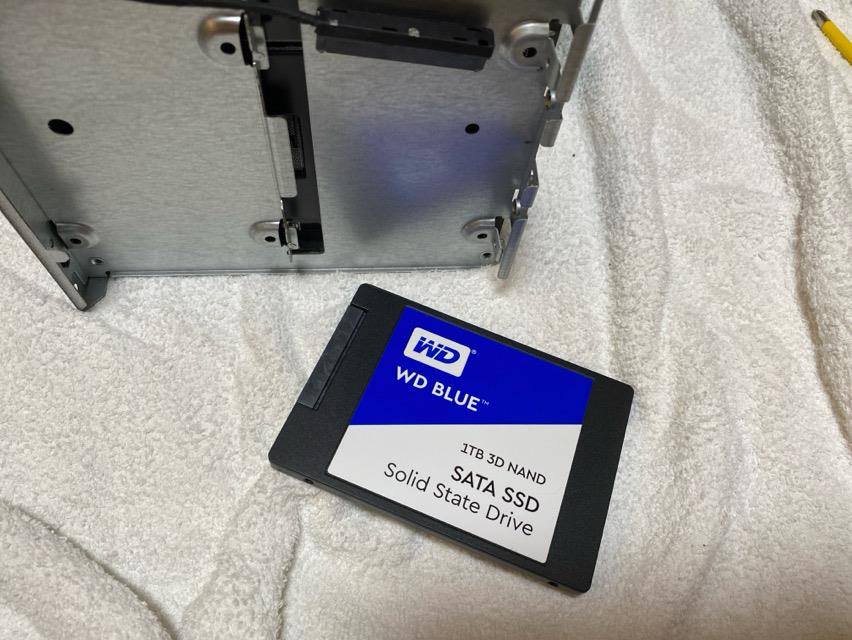 WD®
WD BLUE™
1TB 3D NAND
SATA SSD
Solid State Drive